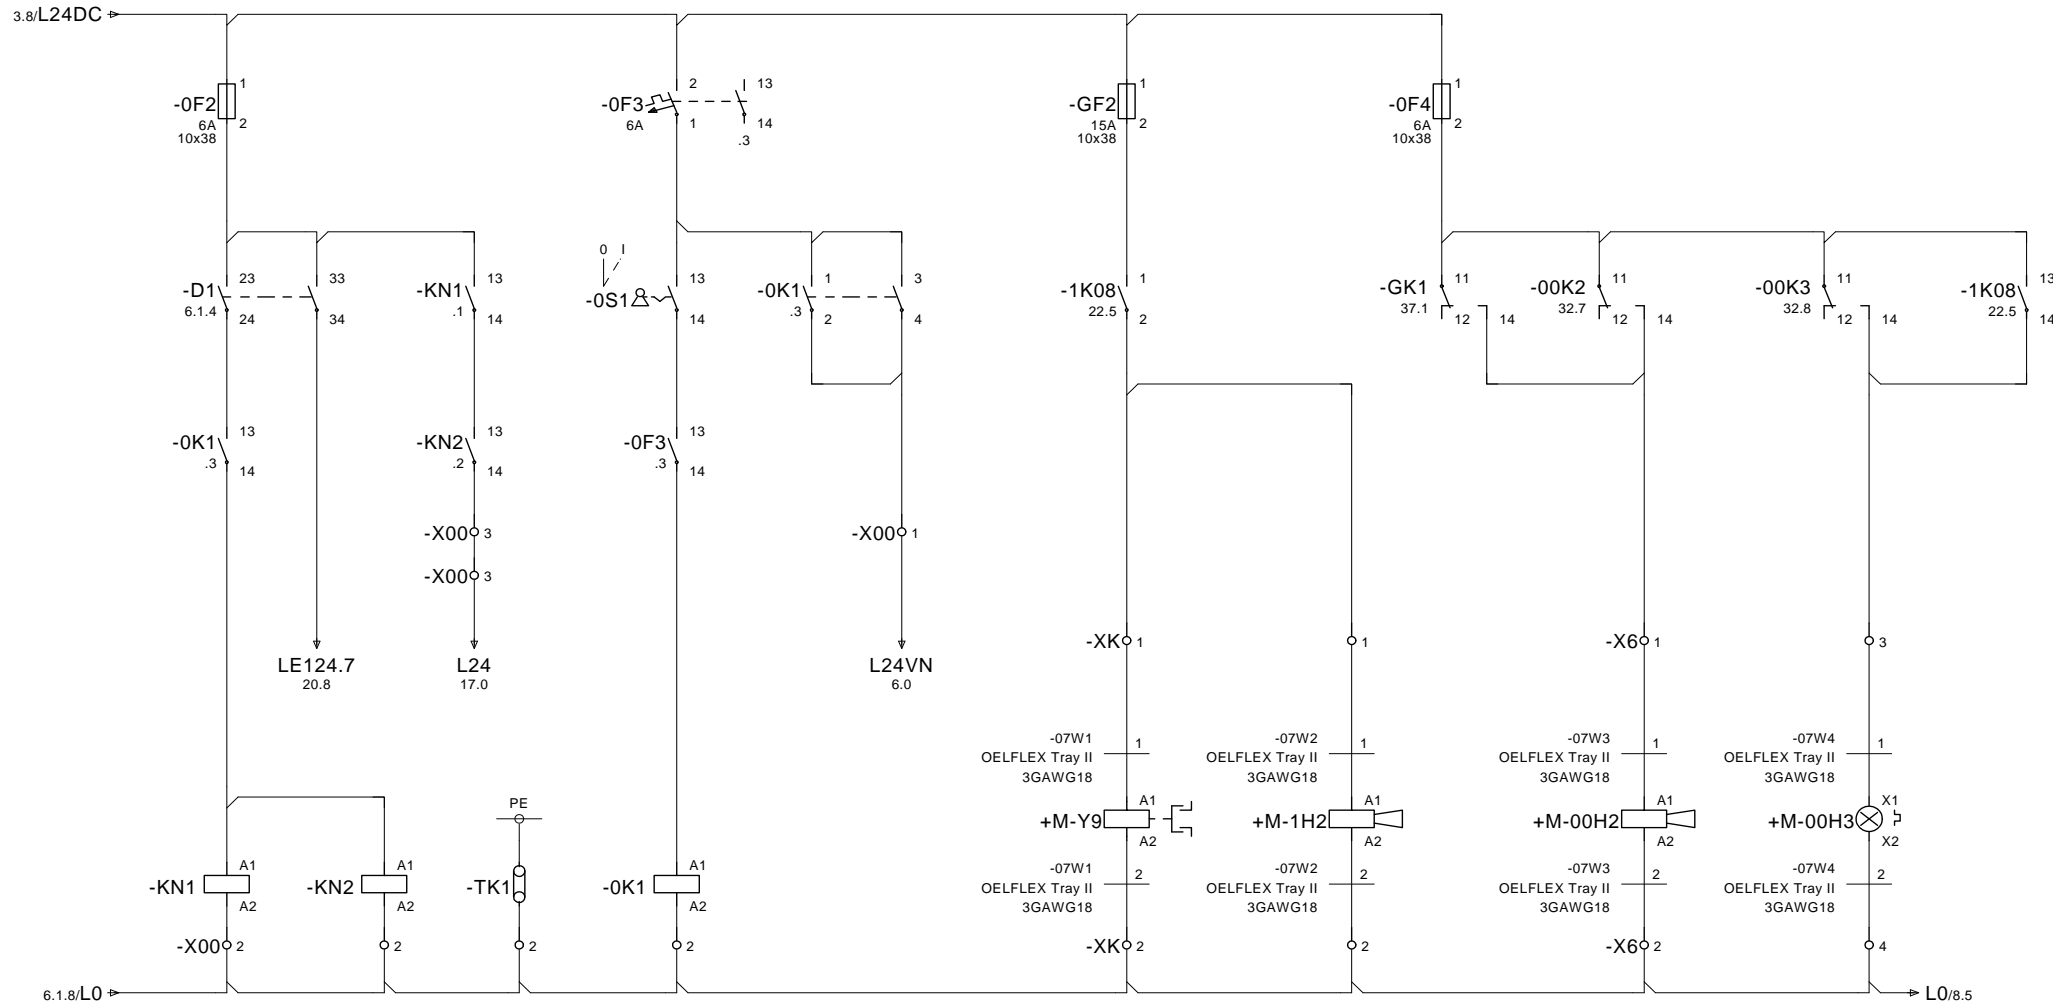 3.8/L24DC
-0F2
1
2
6A
10x38
-0F3
2
1
6A
13
14
.3
-GF2
1
2
15A
10x38
-0F4
1
2
6A
10x38
-D1
6.1.4
23
24
33
34
-KN1
.1
13
14
0 I
-0S1
13
14
-0K1
.3
1
2
3
4
-1K08
22.5
1
2
-GK1
37.1
11
12
14
-00K2
32.7
11
12
14
-00K3
32.8
11
12
14
-1K08
22.5
13
14
-0K1
.3
13
14
-KN2
.2
13
14
-0F3
.3
13
14
-X00 3
-X00 3
-X00 1
LE124.7
20.8
L24
17.0
L24VN
6.0
-XK 1
1
-X6 1
3
-07W1
OELFLEX Tray II
3GAWG18
1
-07W2
OELFLEX Tray II
3GAWG18
1
-07W3
OELFLEX Tray II
3GAWG18
1
-07W4
OELFLEX Tray II
3GAWG18
1
PE
+M-Y9
A1
A2
+M-1H2
A1
A2
+M-00H2
A1
A2
+M-00H3
X1
X2
-KN1
A1
A2
-KN2
A1
A2
-TK1
-0K1
A1
A2
-07W1
OELFLEX Tray II
3GAWG18
2
-07W2
OELFLEX Tray II
3GAWG18
2
-07W3
OELFLEX Tray II
3GAWG18
2
-07W4
OELFLEX Tray II
3GAWG18
2
-X00 2
2
2
2
-XK 2
2
-X6 2
4
6.1.8/L0
L0/8.5